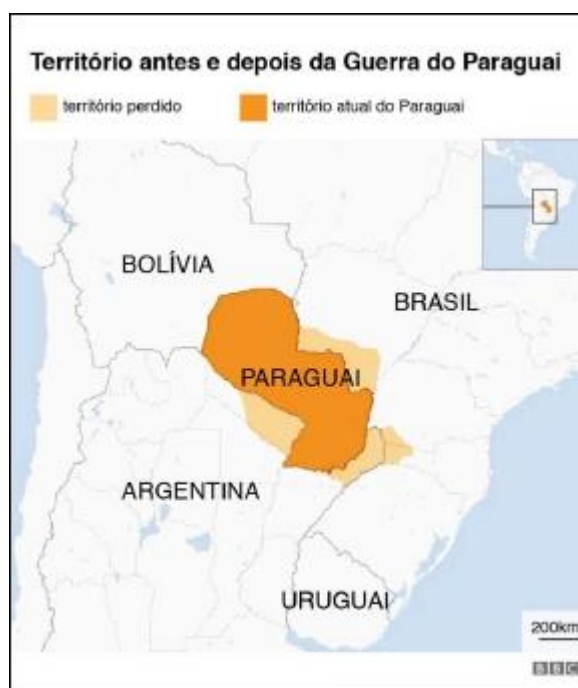 Território antes e depois da Guerra do Paraguai
território perdido
território atual do Paraguai
BOLÍVIA
BRASIL
PARAGUAI
ARGENTINA
URUGUAI
200km
BBC